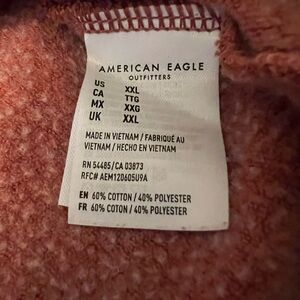 AMERICAN EAGLE
OUTFITTERS
US XXL
CA TTG
MX XXG
UK XXL
MADE IN VIETNAM / FABRIQUÉ AU
VIETNAM / HECHO EN VIETNAM
RN 54485/CA 03873
RFC# AEM120605U9A
EN 60% COTTON / 40% POLYESTER
FR 60% COTON / 40% POLYESTER